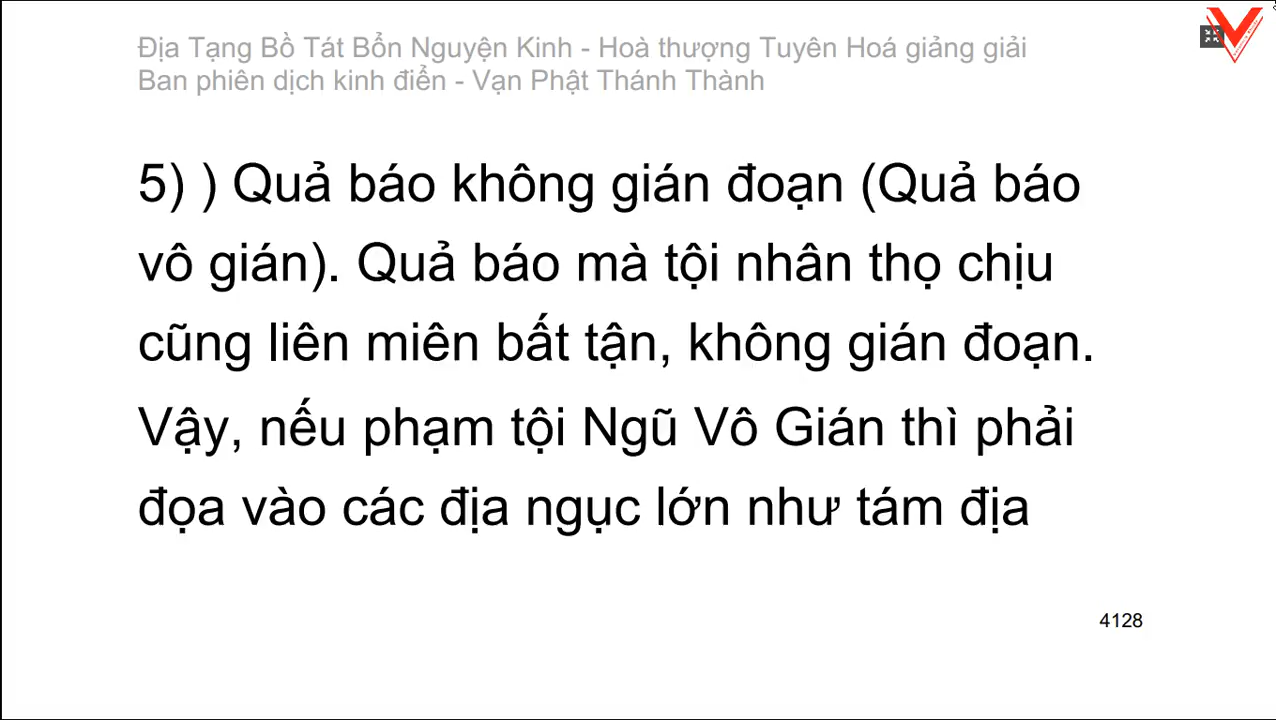 Địa Tạng Bồ Tát Bổn Nguyện Kinh - Hoà thượng Tuyên Hoá giảng giải
Ban phiên dịch kinh điển - Vạn Phật Thánh Thành
5) ) Quả báo không gián đoạn (Quả báo
vô gián). Quả báo mà tội nhân thọ chịu
cũng liên miên bất tận, không gián đoạn.
Vậy, nếu phạm tội Ngũ Vô Gián thì phải
đọa vào các địa ngục lớn như tám địa
4128